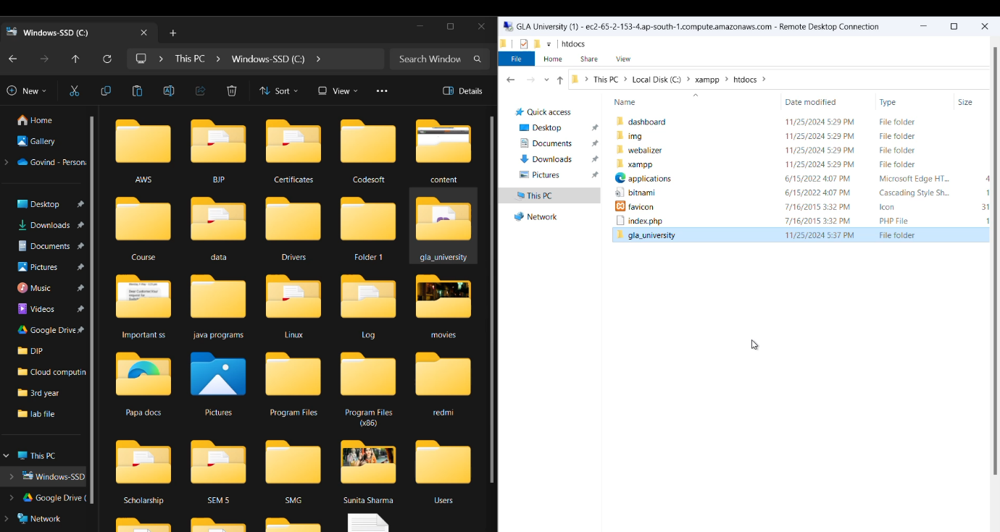 Windows-SSD (C:)
This PC > Windows-SSD (C:) >
Search Window
New
Sort
View
Details
Home
Gallery
Govind - Person
Desktop
Downloads
Documents
Pictures
Music
Videos
Google Drive
DIP
Cloud computin
3rd year
lab file
This PC
Windows-SSD
Google Drive (
Network
AWS
BJP
Certificates
Codesoft
content
Course
data
Drivers
Folder 1
gla_university
Important ss
java programs
Linux
Log
movies
Papa docs
Pictures
Program Files
Program Files
(x86)
redmi
Scholarship
SEM 5
SMG
Sunita Sharma
Users
GLA University (1) - ec2-65-2-153-4.ap-south-1.compute.amazonaws.com - Remote Desktop Connection
htdocs
File Home Share View
This PC > Local Disk (C:) > xampp > htdocs >
Quick access
Desktop
Documents
Downloads
Pictures
This PC
Network
Name Date modified Type Size
dashboard 11/25/2024 5:29 PM File folder
img 11/25/2024 5:29 PM File folder
webalizer 11/25/2024 5:29 PM File folder
xampp 11/25/2024 5:29 PM File folder
applications 6/15/2022 4:07 PM Microsoft Edge HT... 4
bitnami 6/15/2022 4:07 PM Cascading Style Sh... 1
favicon 7/16/2015 3:32 PM Icon 31
index.php 7/16/2015 3:32 PM PHP File 1
gla_university 11/25/2024 5:37 PM File folder